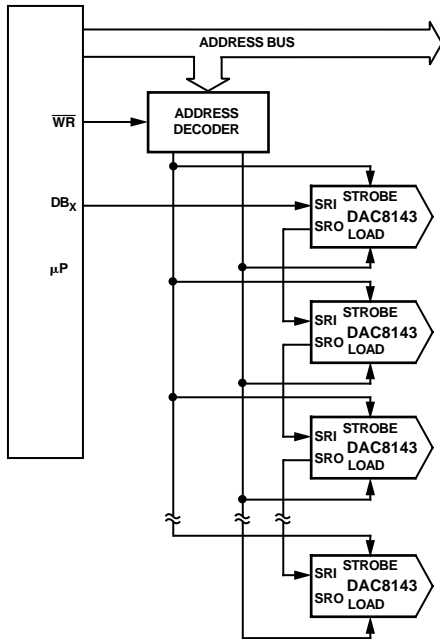 ADDRESS BUS
ADDRESS
DECODER
WR
DBX
μP
STROBE
SRI
DAC8143
SRO
LOAD
STROBE
SRI
DAC8143
SRO
LOAD
STROBE
SRI
DAC8143
SRO
LOAD
STROBE
SRI
DAC8143
SRO
LOAD